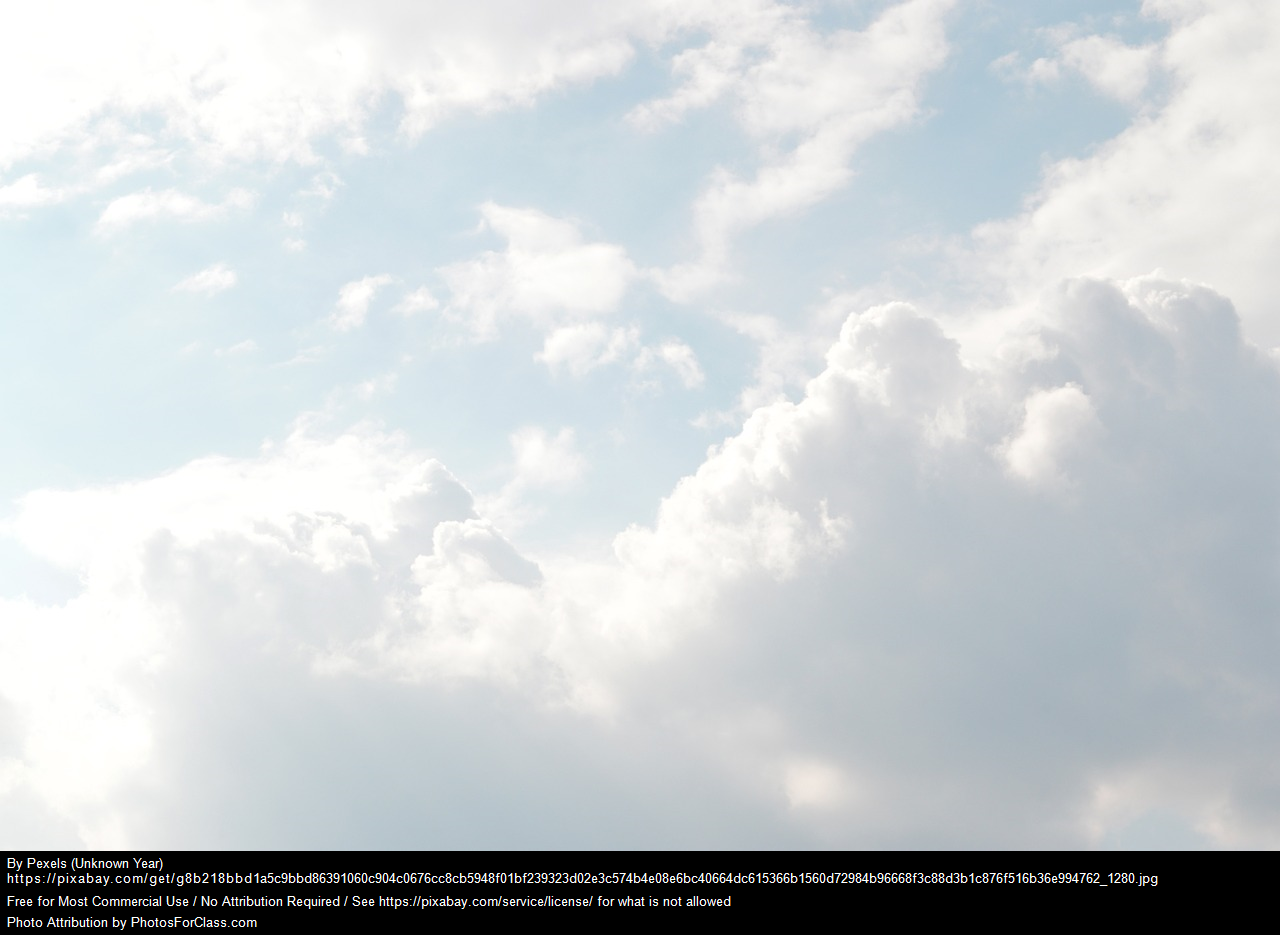 By Pexels (Unknown Year)
https://pixabay.com/get/g8b218bbd1a5c9bbd86391060c904c0676cc8cb5948f01bf239323d02e3c574b4e08e6bc40664dc615366b1560d72984b96668f3c88d3b1c876f516b36e994762_1280.jpg
Free for Most Commercial Use / No Attribution Required / See https://pixabay.com/service/license/ for what is not allowed
Photo Attribution by PhotosForClass.com